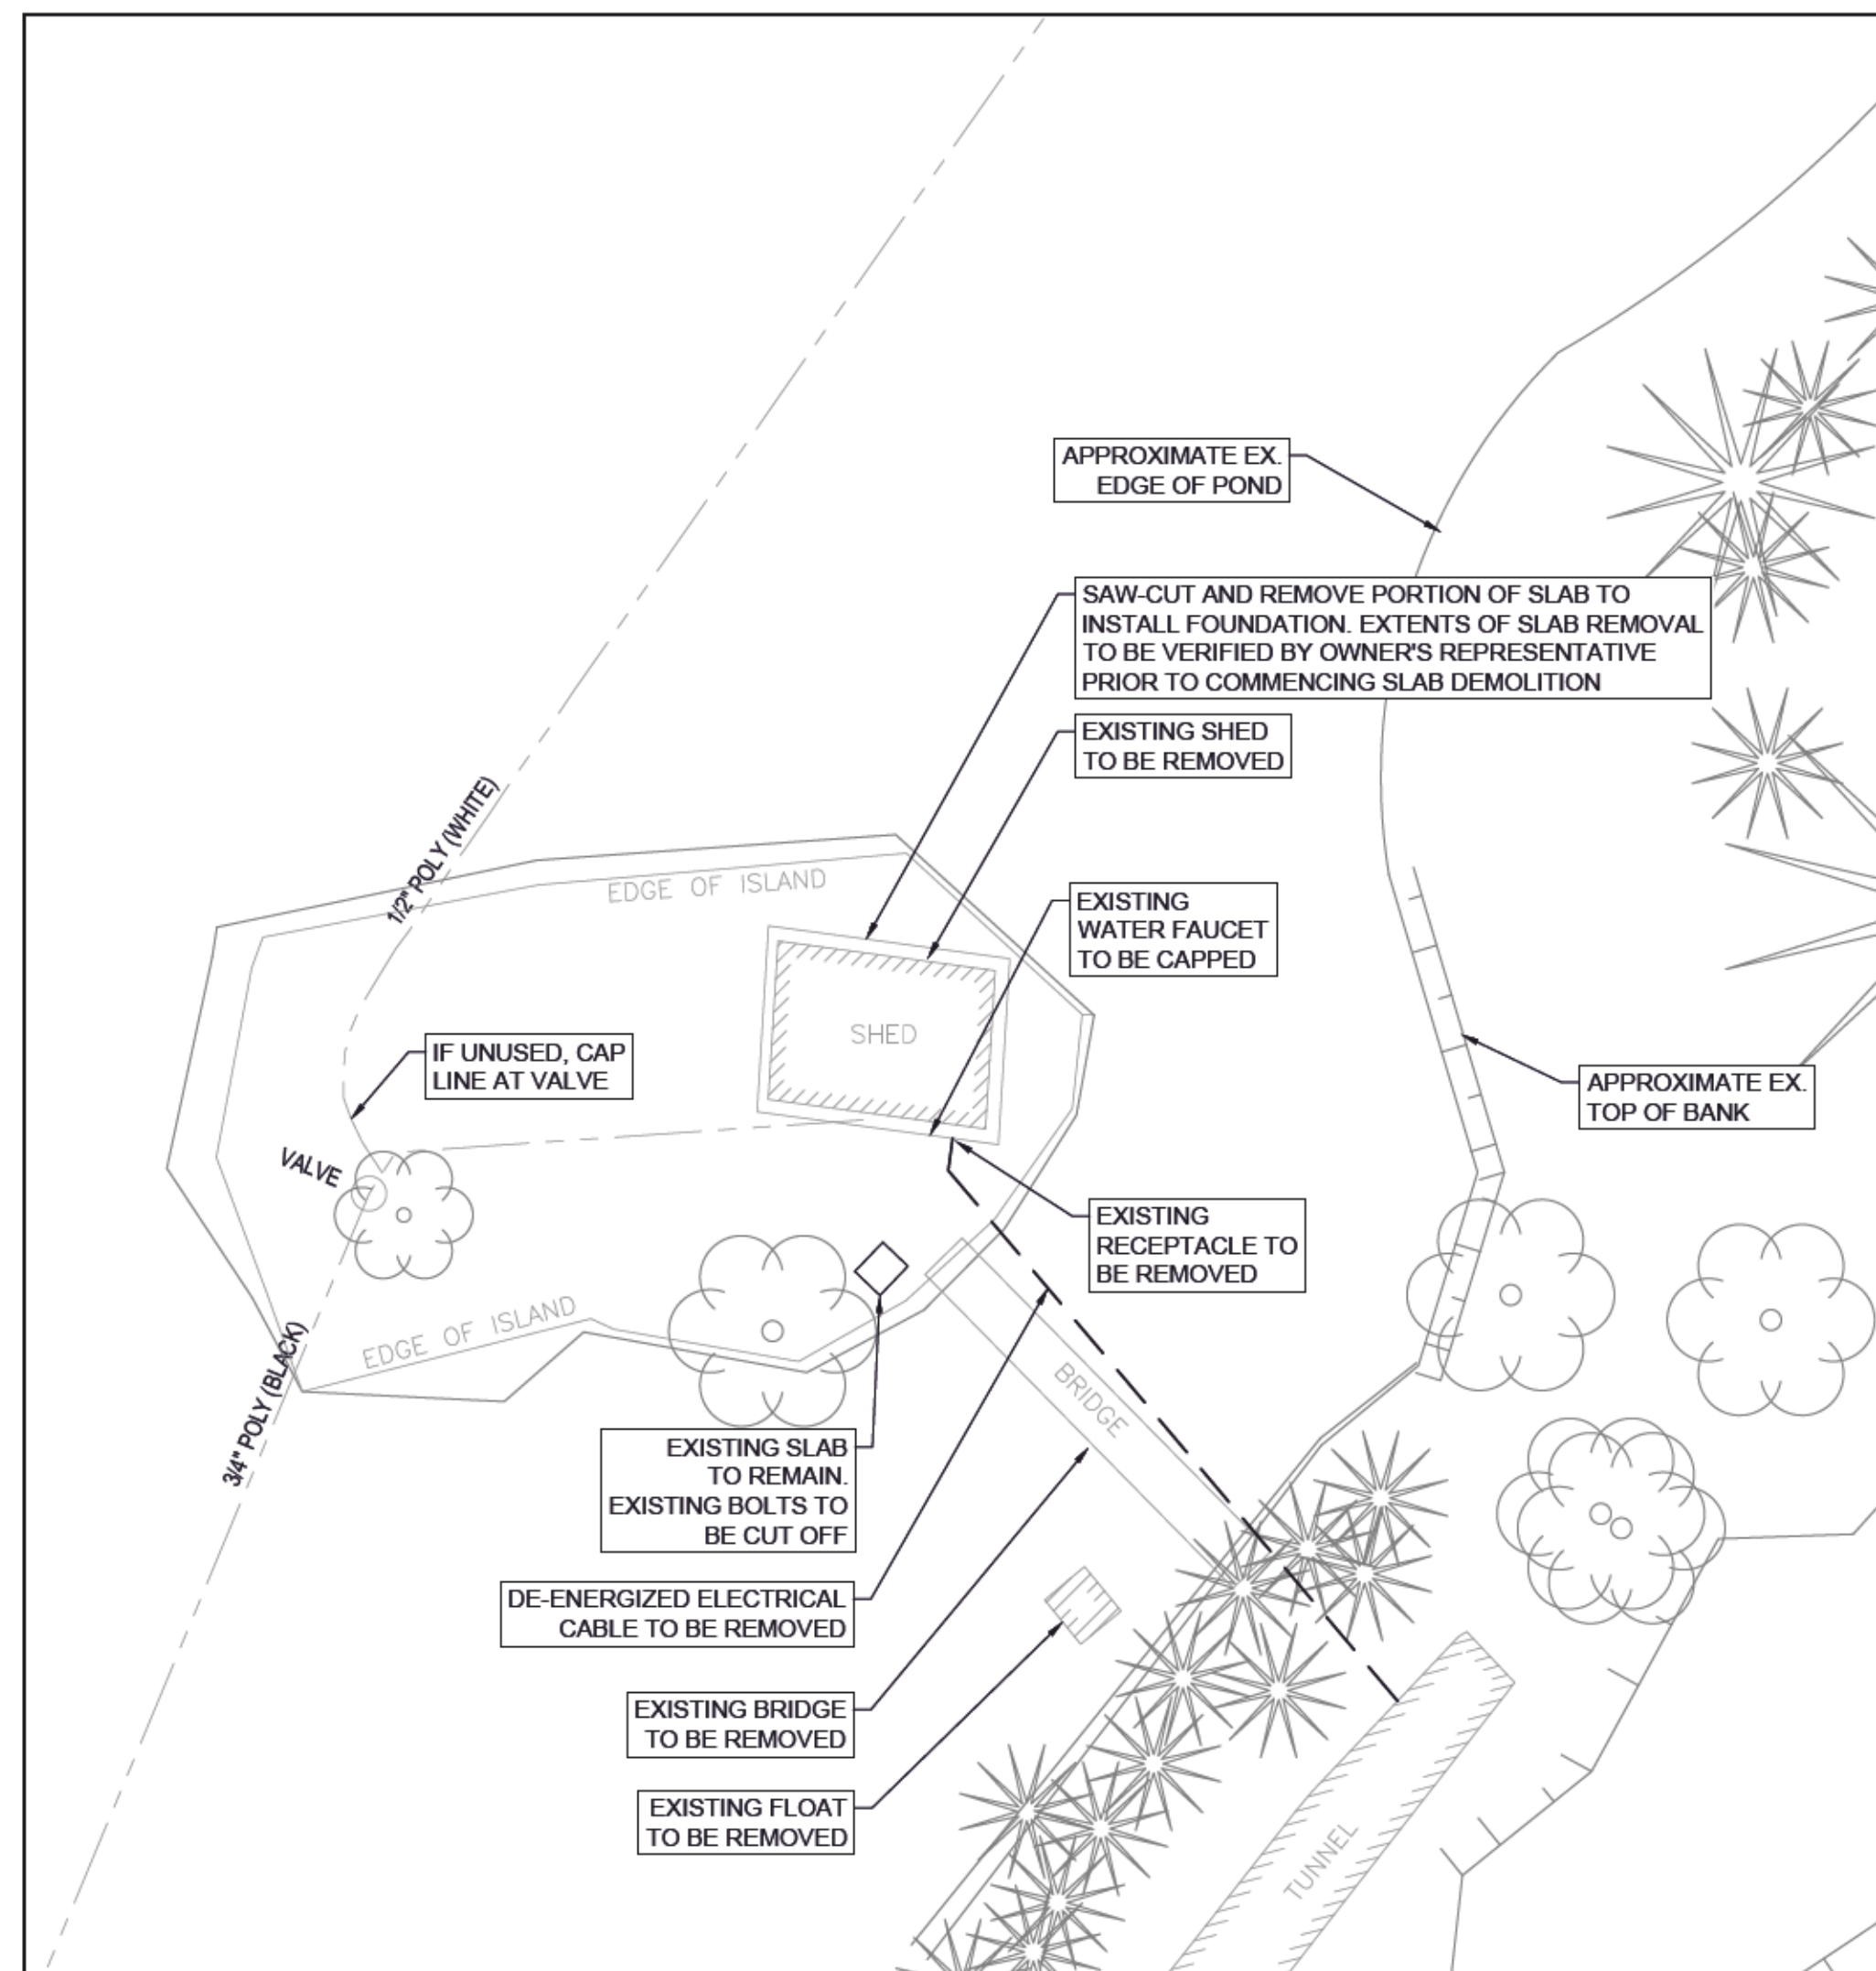 APPROXIMATE EX.
EDGE OF POND
SAW-CUT AND REMOVE PORTION OF SLAB TO
INSTALL FOUNDATION. EXTENTS OF SLAB REMOVAL
TO BE VERIFIED BY OWNER'S REPRESENTATIVE
PRIOR TO COMMENCING SLAB DEMOLITION
EXISTING SHED
TO BE REMOVED
1/2" POLY (WHITE)
EDGE OF ISLAND
EXISTING
WATER FAUCET
TO BE CAPPED
SHED
IF UNUSED, CAP
LINE AT VALVE
APPROXIMATE EX.
TOP OF BANK
VALVE
EXISTING
RECEPTACLE TO
BE REMOVED
EDGE OF ISLAND
3/4" POLY (BLACK)
BRIDGE
EXISTING SLAB
TO REMAIN.
EXISTING BOLTS TO
BE CUT OFF
DE-ENERGIZED ELECTRICAL
CABLE TO BE REMOVED
EXISTING BRIDGE
TO BE REMOVED
EXISTING FLOAT
TO BE REMOVED
TUNNEL